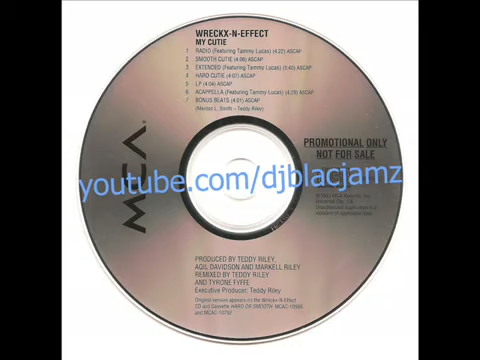 WRECKX-N-EFFECT
MY CUTIE
1 RADIO (Featuring Tammy Lucas) (4:22) ASCAP
2 SMOOTH CUTIE (4:06) ASCAP
3 EXTENDED (Featuring Tammy Lucas) (5:40) ASCAP
4 HARD CUTIE (4:07) ASCAP
5 LP (4:04) ASCAP
6 ACAPPELLA (Featuring Tammy Lucas) (4:29) ASCAP
7 BONUS BEATS (4:01) ASCAP
(Menton L. Smith – Teddy Riley)
MCA
PROMOTIONAL ONLY
NOT FOR SALE
youtube.com/djblacjamz
PRODUCED BY TEDDY RILEY,
AQIL DAVIDSON AND MARKELL RILEY
REMIXED BY TEDDY RILEY
AND TYRONE FYFFE
Executive Producer: Teddy Riley
Original version appears on the Wreckx-N-Effect
CD and Cassette HARD OR SMOOTH. MCAC-10566